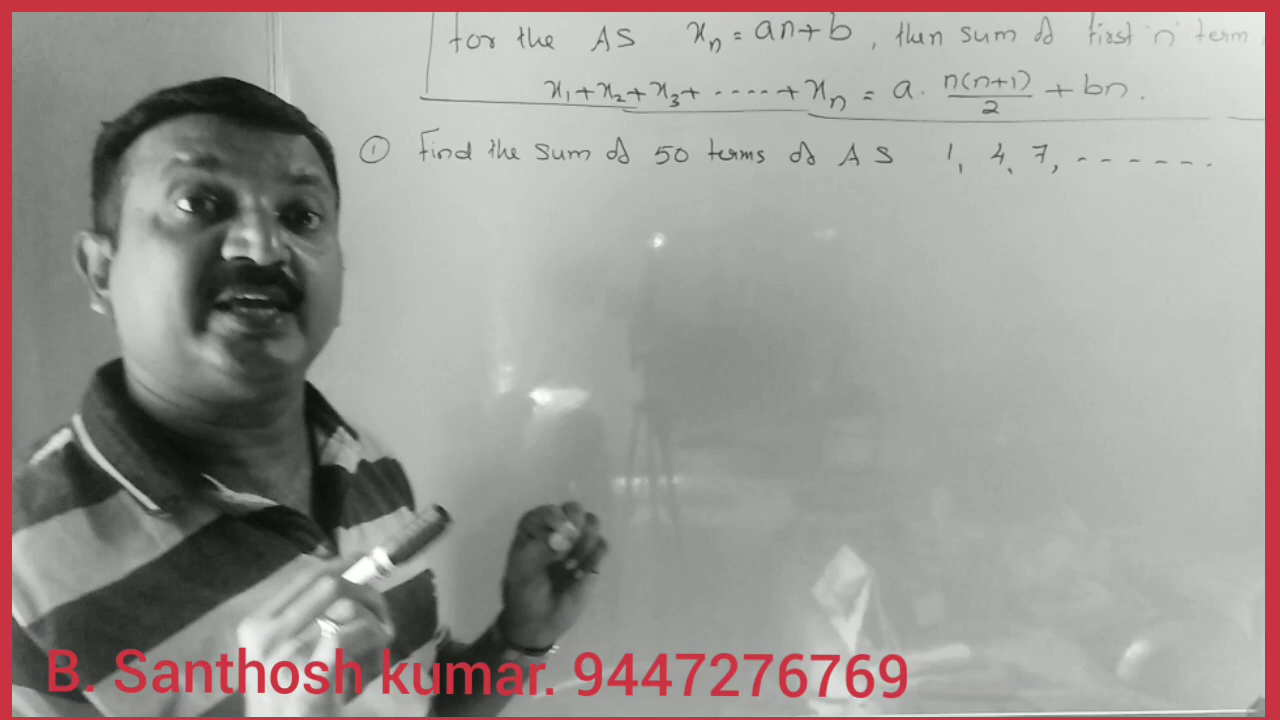 for the AS xₙ = an+b, then sum of first 'n' term
x₁+x₂+x₃+ ·····+xₙ = a. n(n+1)/2 + bn.
① Find the sum of 50 terms of AS 1, 4, 7, - - - - - - .
B. Santhosh kumar. 9447276769